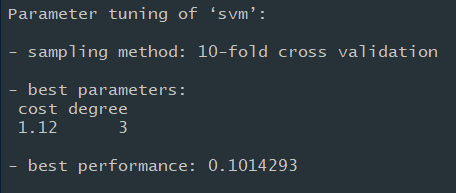 Parameter tuning of ‘svm’:
- sampling method: 10-fold cross validation
- best parameters:
cost degree
1.12 3
- best performance: 0.1014293